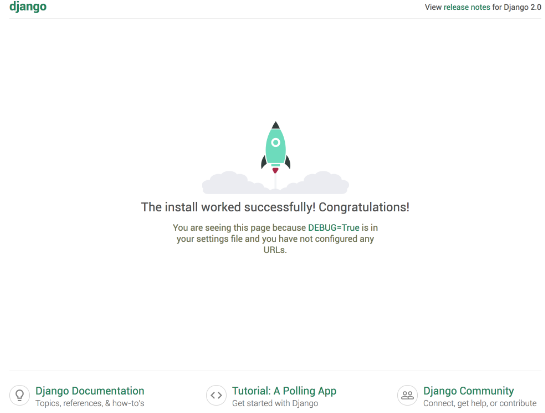 django
View release notes for Django 2.0
The install worked successfully! Congratulations!
You are seeing this page because DEBUG=True is in
your settings file and you have not configured any
URLs.
Django Documentation
Topics, references, & how-to's
Tutorial: A Polling App
Get started with Django
Django Community
Connect, get help, or contribute